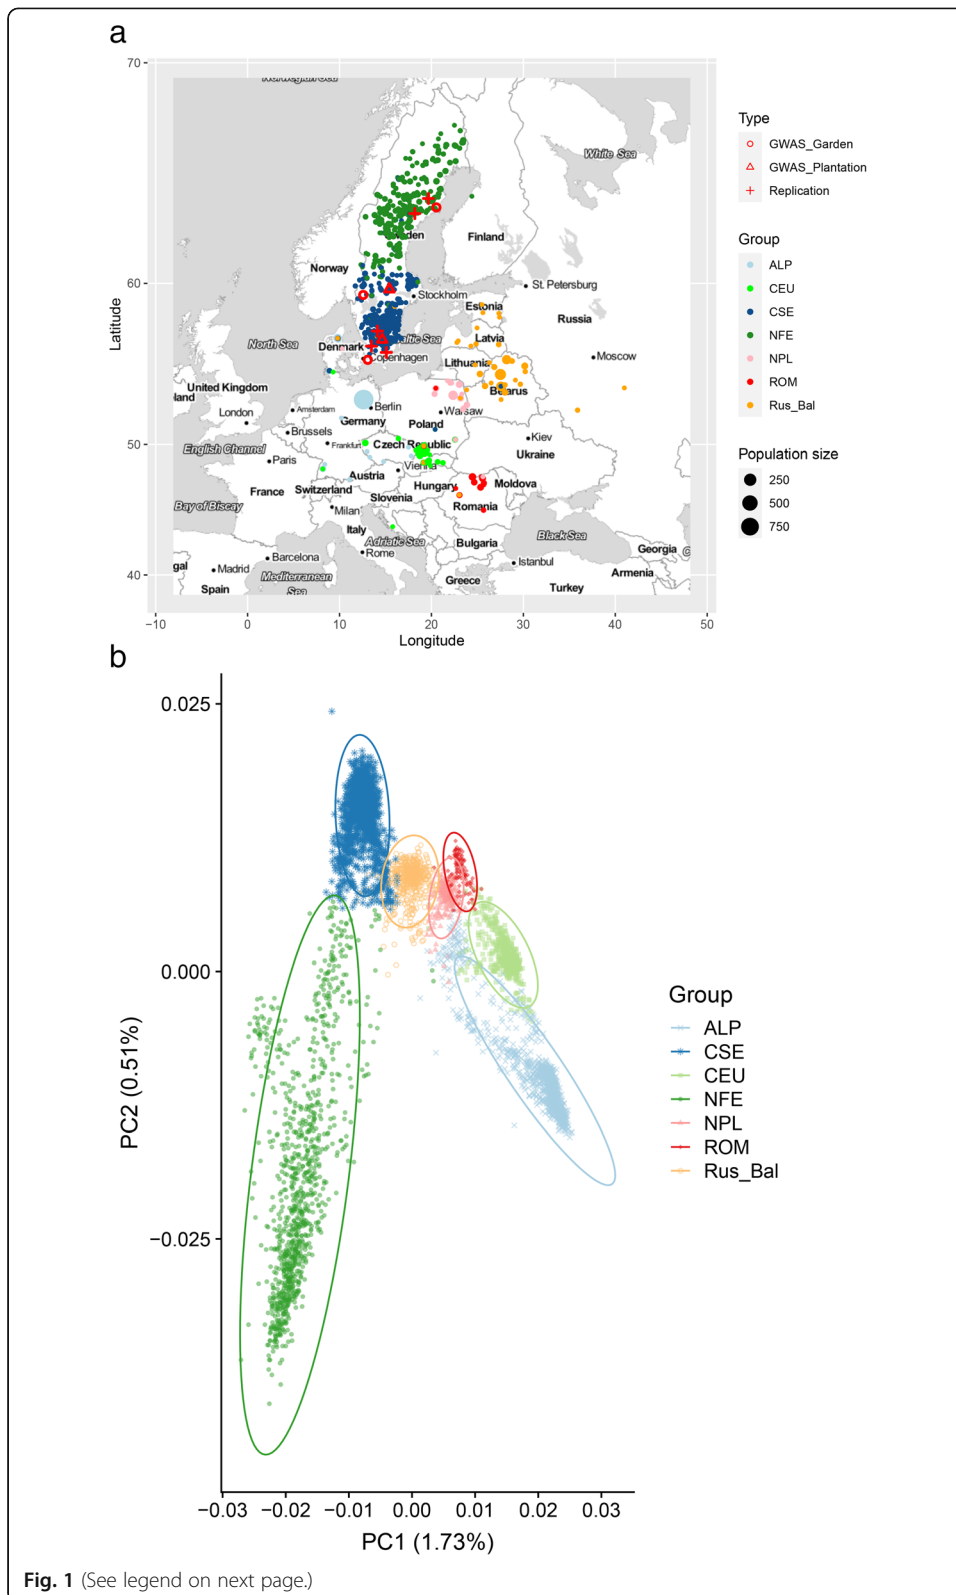 a
70
60
50
40
Latitude
−10
0
10
20
30
40
50
Longitude
Norwegian Sea
White Sea
Finland
Norway
Stockholm
St. Petersburg
Estonia
Russia
North Sea
Denmark
Latvia
Moscow
Lithuania
Copenhagen
United Kingdom
Belarus
London
Amsterdam
Berlin
Warsaw
Germany
Poland
Brussels
Frankfurt
Czech Republic
Kiev
English Channel
Paris
Vienna
Ukraine
Austria
France
Switzerland
Hungary
Moldova
Slovenia
Bay of Biscay
Milan
Romania
Italy
Adriatic Sea
Black Sea
Bulgaria
Georgia
Barcelona
Rome
Istanbul
gal
Madrid
Mediterranean
Sea
Armenia
Spain
Greece
Turkey
Type
GWAS_Garden
GWAS_Plantation
Replication
Group
ALP
CEU
CSE
NFE
NPL
ROM
Rus_Bal
Population size
250
500
750
b
0.025
0.000
−0.025
PC2 (0.51%)
−0.03
−0.02
−0.01
0.00
0.01
0.02
0.03
PC1 (1.73%)
Group
ALP
CSE
CEU
NFE
NPL
ROM
Rus_Bal
Fig. 1 (See legend on next page.)